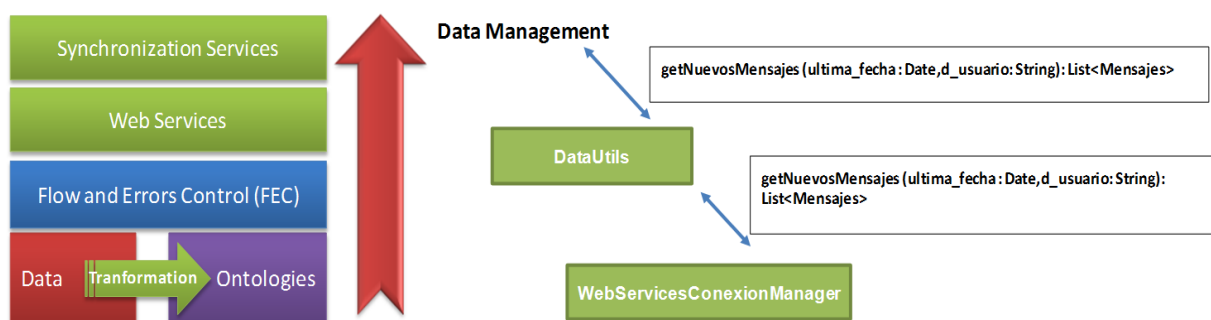 Synchronization Services
Web Services
Flow and Errors Control (FEC)
Data
Tranformation
Ontologies
Data Management
getNuevosMensajes (ultima_fecha : Date,d_usuario: String) : List<Mensajes>
DataUtils
getNuevosMensajes (ultima_fecha : Date,d_usuario: String) :
List<Mensajes>
WebServicesConexionManager